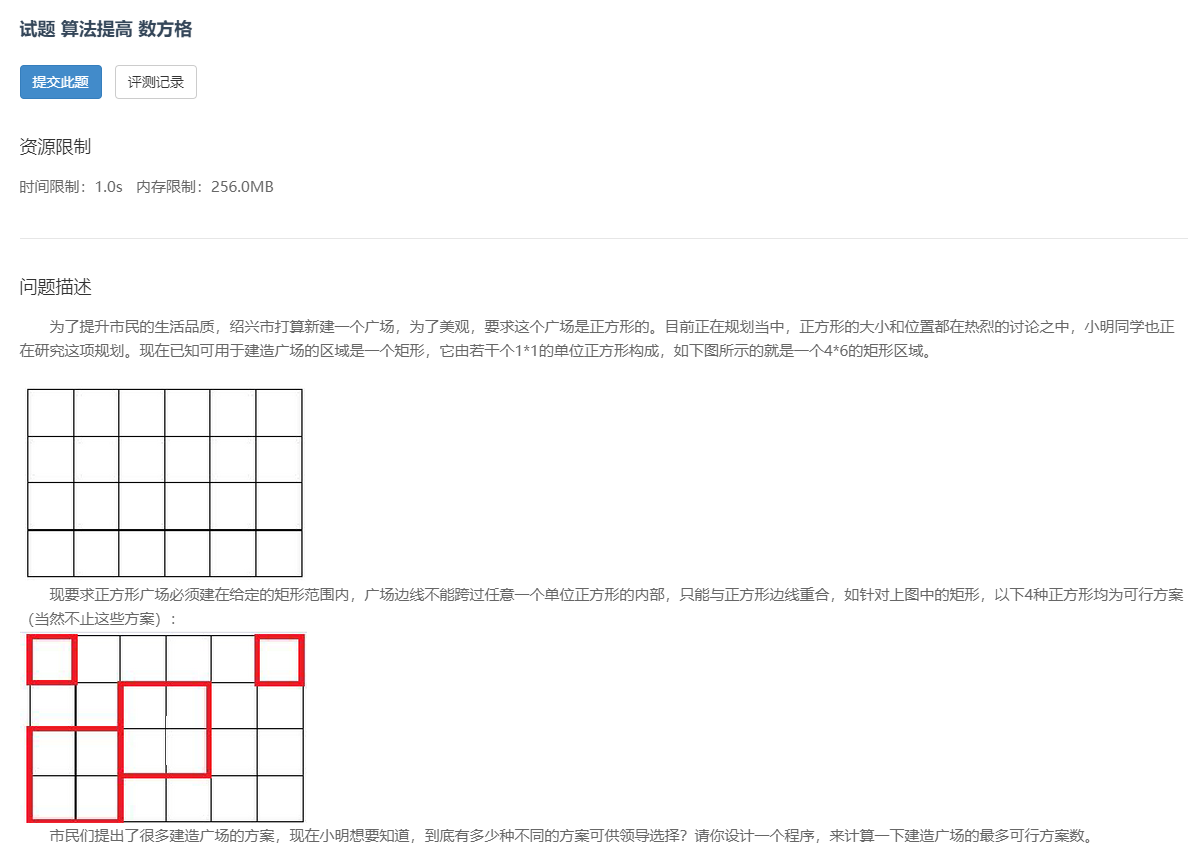 试题 算法提高 数方格
提交此题 评测记录
资源限制
时间限制：1.0s 内存限制：256.0MB
问题描述
为了提升市民的生活品质，绍兴市打算新建一个广场，为了美观，要求这个广场是正方形的。目前正在规划当中，正方形的大小和位置都在热烈的讨论之中，小明同学也正
在研究这项规划。现在已知可用于建造广场的区域是一个矩形，它由若干个1*1的单位正方形构成，如下图所示的就是一个4*6的矩形区域。
现要求正方形广场必须建在给定的矩形范围内，广场边线不能跨过任意一个单位正方形的内部，只能与正方形边线重合，如针对上图中的矩形，以下4种正方形均为可行方案
（当然不止这些方案）：
市民们提出了很多建造广场的方案，现在小明想要知道，到底有多少种不同的方案可供领导选择？请你设计一个程序，来计算一下建造广场的最多可行方案数。